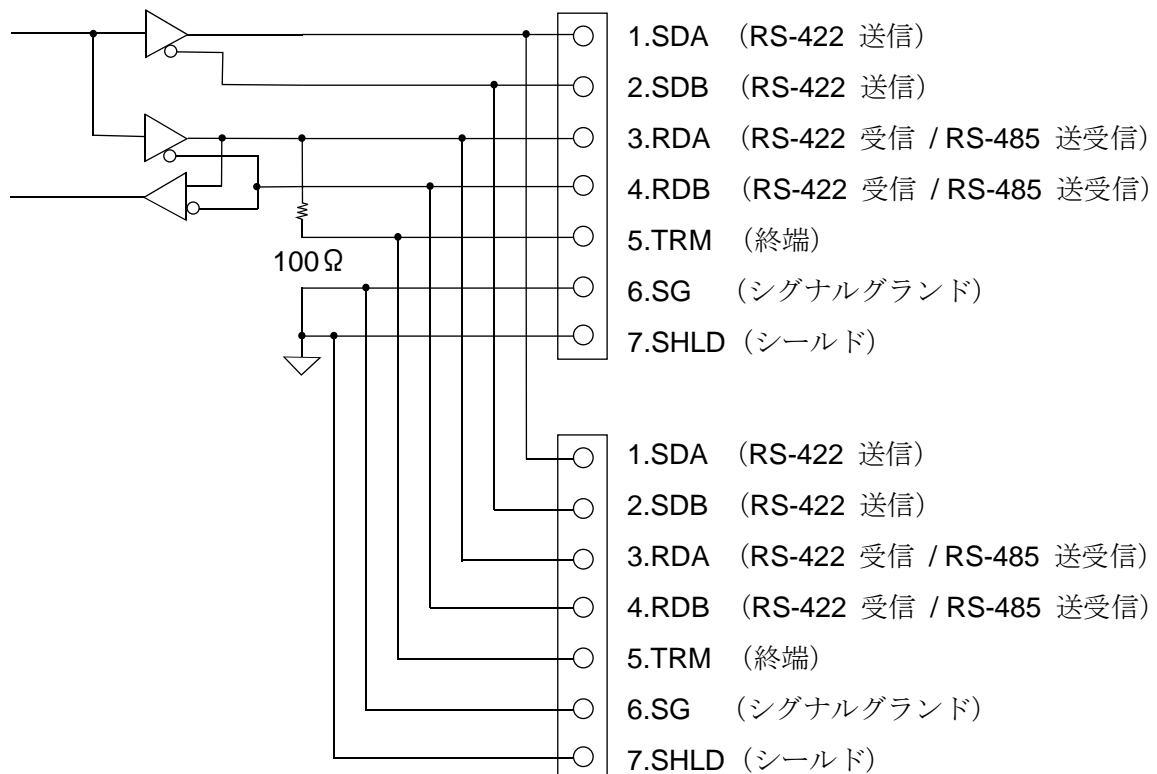 1.SDA （RS-422 送信）
2.SDB （RS-422 送信）
3.RDA （RS-422 受信 / RS-485 送受信）
4.RDB （RS-422 受信 / RS-485 送受信）
5.TRM （終端）
100Ω
6.SG （シグナルグランド）
7.SHLD（シールド）
1.SDA （RS-422 送信）
2.SDB （RS-422 送信）
3.RDA （RS-422 受信 / RS-485 送受信）
4.RDB （RS-422 受信 / RS-485 送受信）
5.TRM （終端）
6.SG （シグナルグランド）
7.SHLD（シールド）